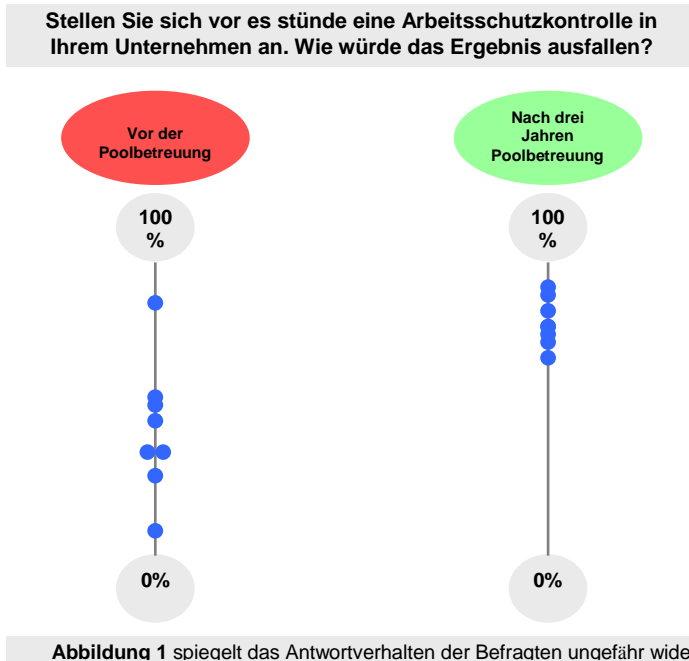 Stellen Sie sich vor es stünde eine Arbeitsschutzkontrolle in
Ihrem Unternehmen an. Wie würde das Ergebnis ausfallen?
Vor der
Poolbetreuung
Nach drei
Jahren
Poolbetreuung
100
%
100
%
0%
0%
Abbildung 1 spiegelt das Antwortverhalten der Befragten ungefähr wide